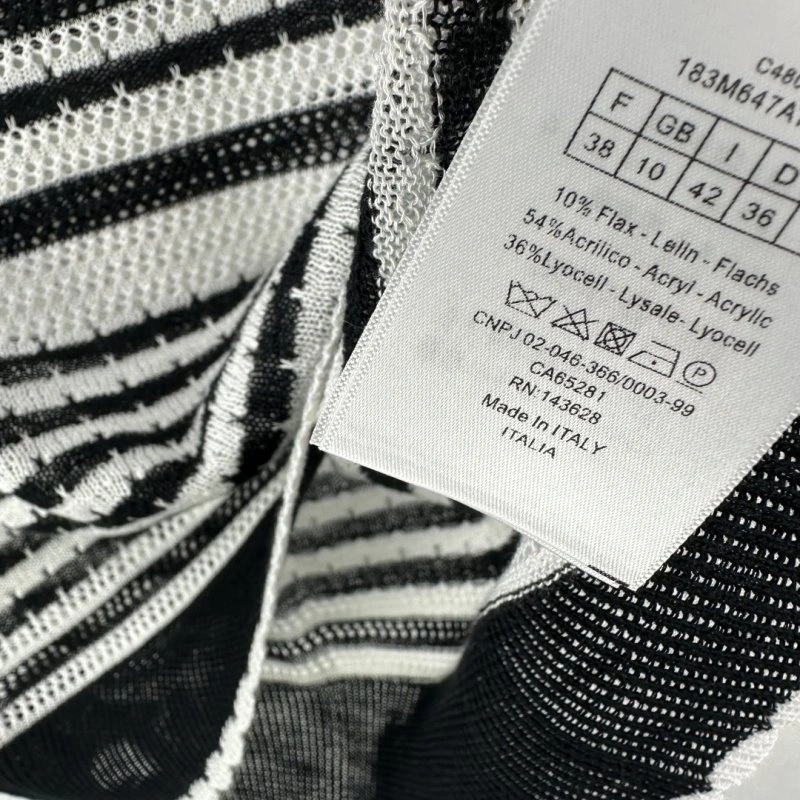 C480
183M647A
F GB I D
38 10 42 36
10% Flax - Lelln - Flachs
54%Acrilico - Acryl - Acrylic
36%Lyocell - Lysale- Lyocell
P
CNPJ 02-046-366/0003-99
CA65281
RN:143628
Made In ITALY
ITALIA